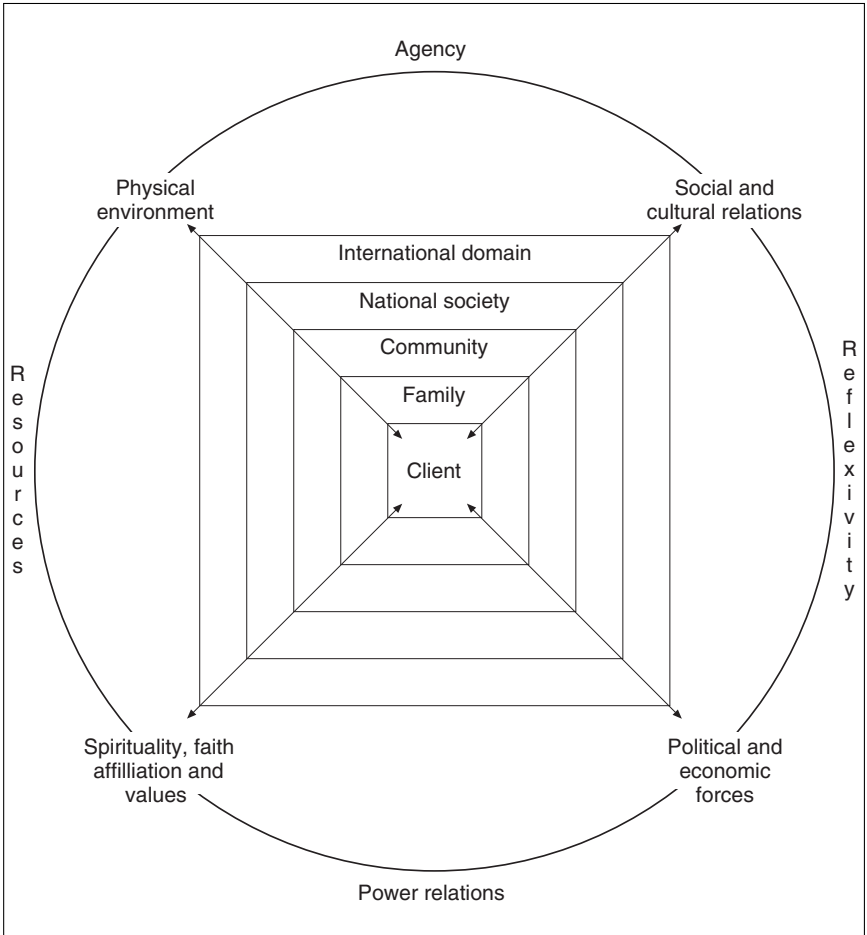 Agency
Physical
environment
Social and
cultural relations
International domain
National society
Community
Family
Client
Resources
Reflexivity
Spirituality, faith
affilliation and
values
Political and
economic
forces
Power relations